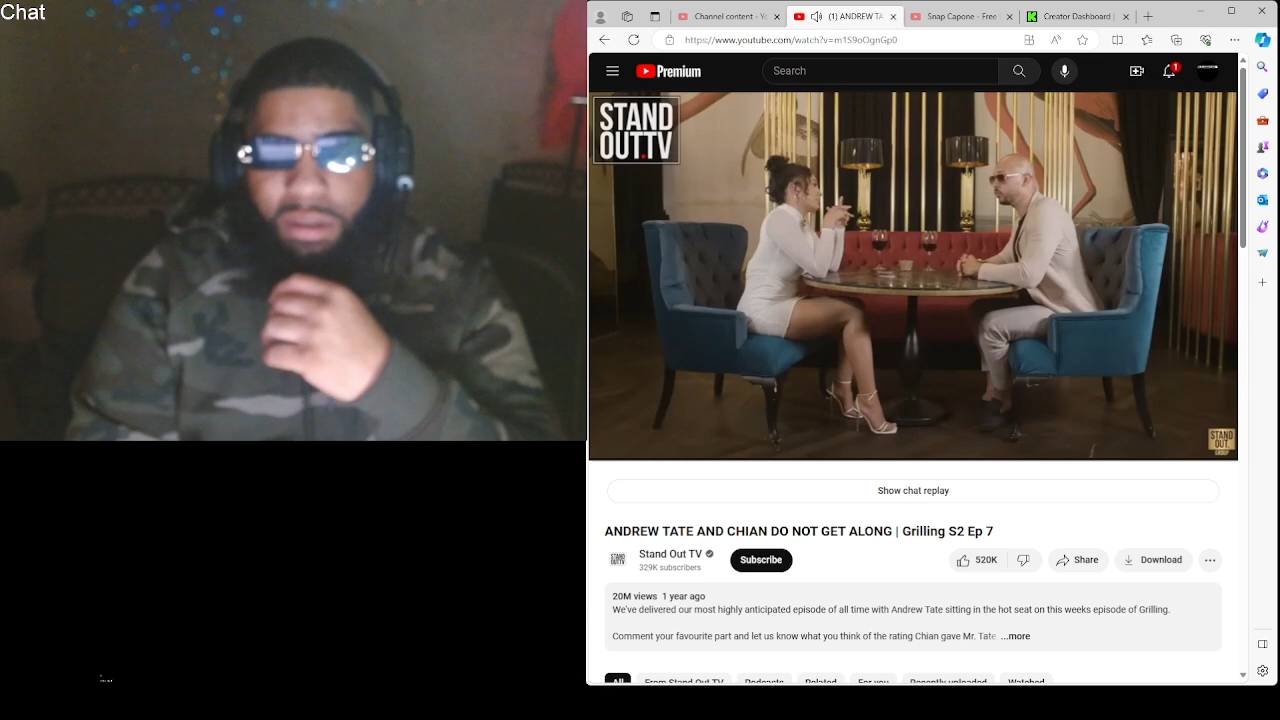 Chat
Channel content - Yo
(1) ANDREW TA
Snap Capone - Free
Creator Dashboard
https://www.youtube.com/watch?v=m1S9oOgnGp0
Premium
Search
1
STAND
OUT.TV
STAND
OUT.
GROUP
Show chat replay
ANDREW TATE AND CHIAN DO NOT GET ALONG | Grilling S2 Ep 7
Stand Out TV
329K subscribers
Subscribe
520K
Share
Download
20M views 1 year ago
We've delivered our most highly anticipated episode of all time with Andrew Tate sitting in the hot seat on this weeks episode of Grilling.
Comment your favourite part and let us know what you think of the rating Chian gave Mr. Tate ...more
All
From Stand Out TV
Podcasts
Related
For you
Recently uploaded
Watched